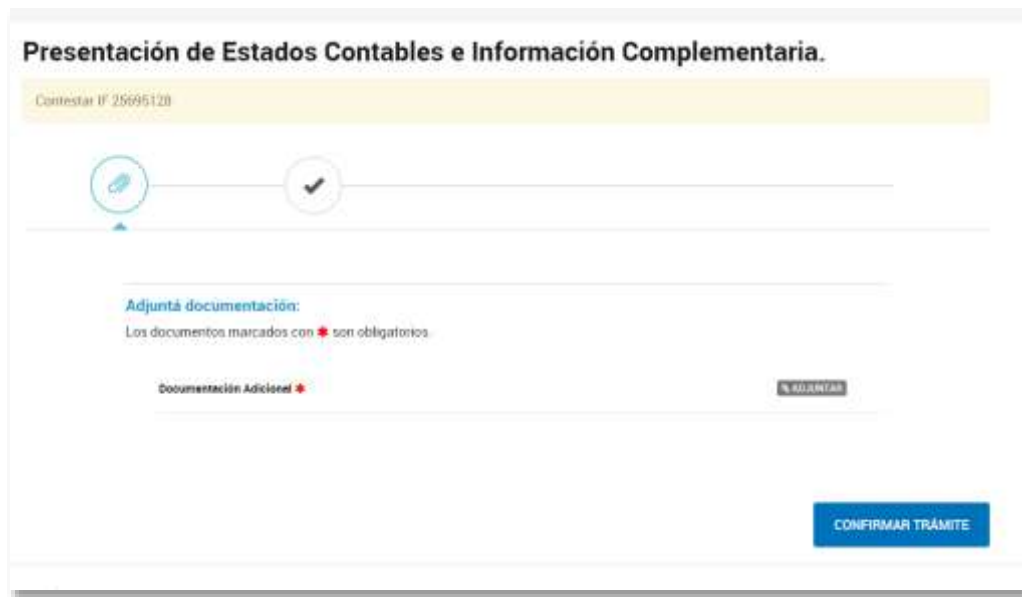 Presentación de Estados Contables e Información Complementaria.
Contestar IF 25695128
Adjuntá documentación:
Los documentos marcados con * son obligatorios.
Documentación Adicional *
ADJUNTAR
CONFIRMAR TRÁMITE